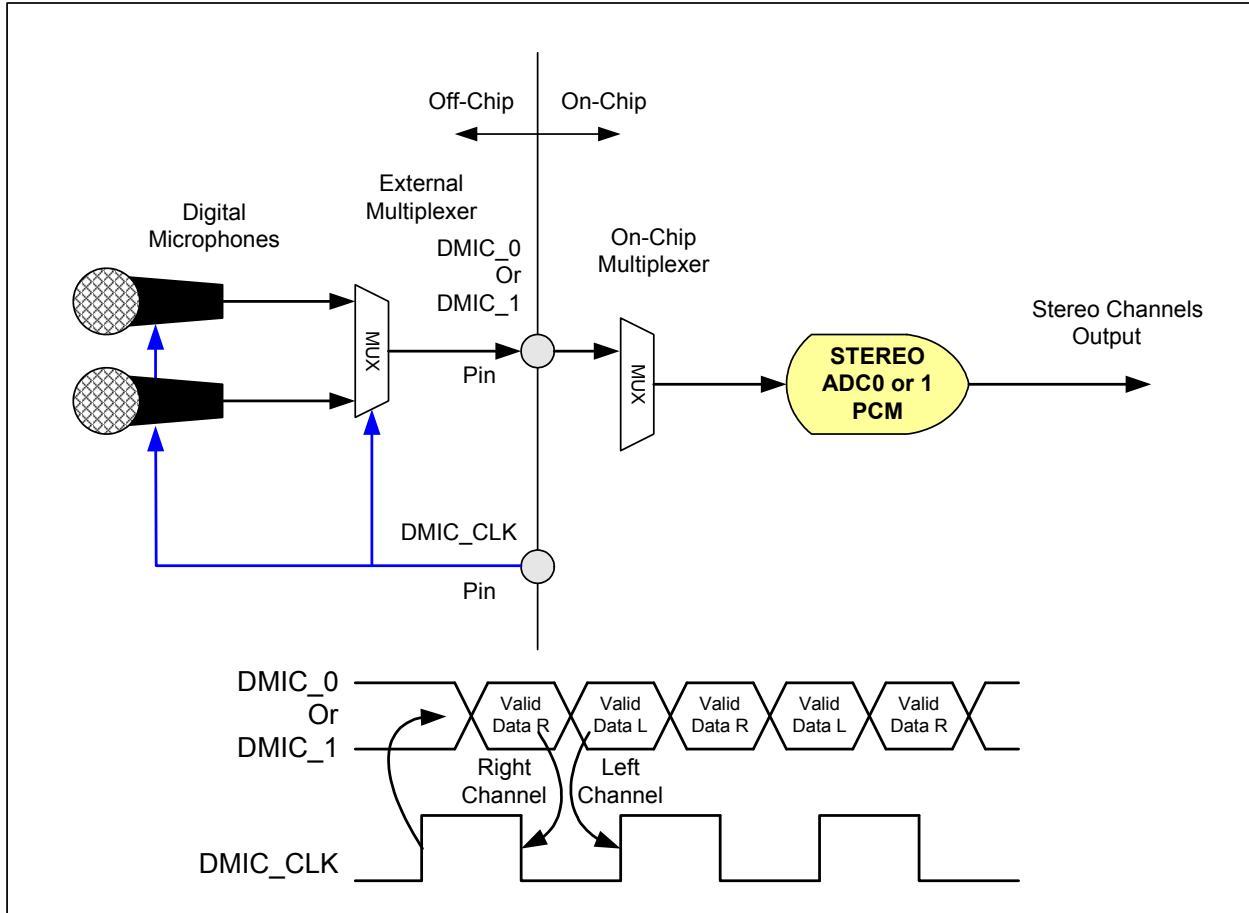 Off-Chip
On-Chip
External
Multiplexer
Digital
Microphones
DMIC_0
Or
DMIC_1
On-Chip
Multiplexer
Stereo Channels
Output
MUX
Pin
MUX
STEREO
ADC0 or 1
PCM
DMIC_CLK
Pin
DMIC_0
Or
DMIC_1
Valid
Data R
Valid
Data L
Valid
Data R
Valid
Data L
Valid
Data R
Right
Channel
Left
Channel
DMIC_CLK